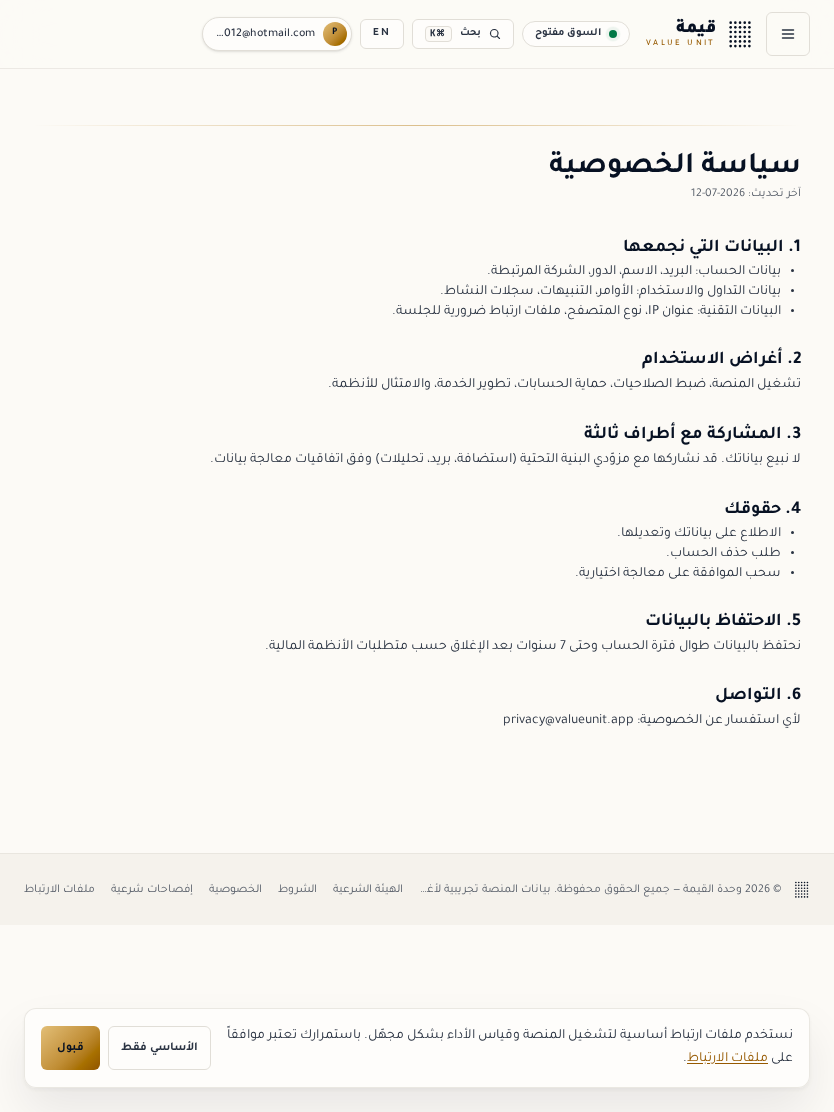 قيمة
VALUE UNIT
السوق مفتوح
بحث
⌘K
EN
P
012@hotmail.com...
سياسة الخصوصية
آخر تحديث: 2026-07-12
1. البيانات التي نجمعها
• بيانات الحساب: البريد، الاسم، الدور، الشركة المرتبطة.
• بيانات التداول والاستخدام: الأوامر، التنبيهات، سجلات النشاط.
• البيانات التقنية: عنوان IP، نوع المتصفح، ملفات ارتباط ضرورية للجلسة.
2. أغراض الاستخدام
تشغيل المنصة، ضبط الصلاحيات، حماية الحسابات، تطوير الخدمة، والامتثال للأنظمة.
3. المشاركة مع أطراف ثالثة
لا نبيع بياناتك. قد نشاركها مع مزوّدي البنية التحتية (استضافة، بريد، تحليلات) وفق اتفاقيات معالجة بيانات.
4. حقوقك
• الاطلاع على بياناتك وتعديلها.
• طلب حذف الحساب.
• سحب الموافقة على معالجة اختيارية.
5. الاحتفاظ بالبيانات
نحتفظ بالبيانات طوال فترة الحساب وحتى 7 سنوات بعد الإغلاق حسب متطلبات الأنظمة المالية.
6. التواصل
لأي استفسار عن الخصوصية: privacy@valueunit.app
© 2026 وحدة القيمة — جميع الحقوق محفوظة. بيانات المنصة تجريبية لأغ...
الهيئة الشرعية
الشروط
الخصوصية
إفصاحات شرعية
ملفات الارتباط
نستخدم ملفات ارتباط أساسية لتشغيل المنصة وقياس الأداء بشكل مجهّل. باستمرارك تعتبر موافقاً
على ملفات الارتباط.
الأساسي فقط
قبول